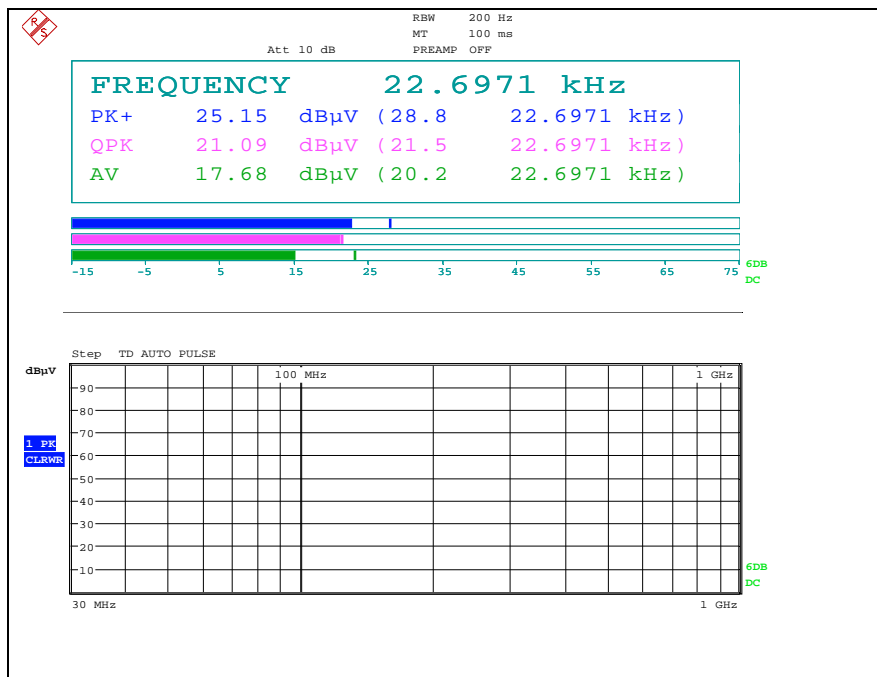 R S
RBW 200 Hz
MT 100 ms
Att 10 dB PREAMP OFF
FREQUENCY 22.6971 kHz
PK+ 25.15 dBµV (28.8 22.6971 kHz)
QPK 21.09 dBµV (21.5 22.6971 kHz)
AV 17.68 dBµV (20.2 22.6971 kHz)
-15 -5 5 15 25 35 45 55 65 75
6DB
DC
Step TD AUTO PULSE
dBµV
100 MHz 1 GHz
90
80
70
1 PK
CLRWR
60
50
40
30
20
10
6DB
DC
30 MHz 1 GHz